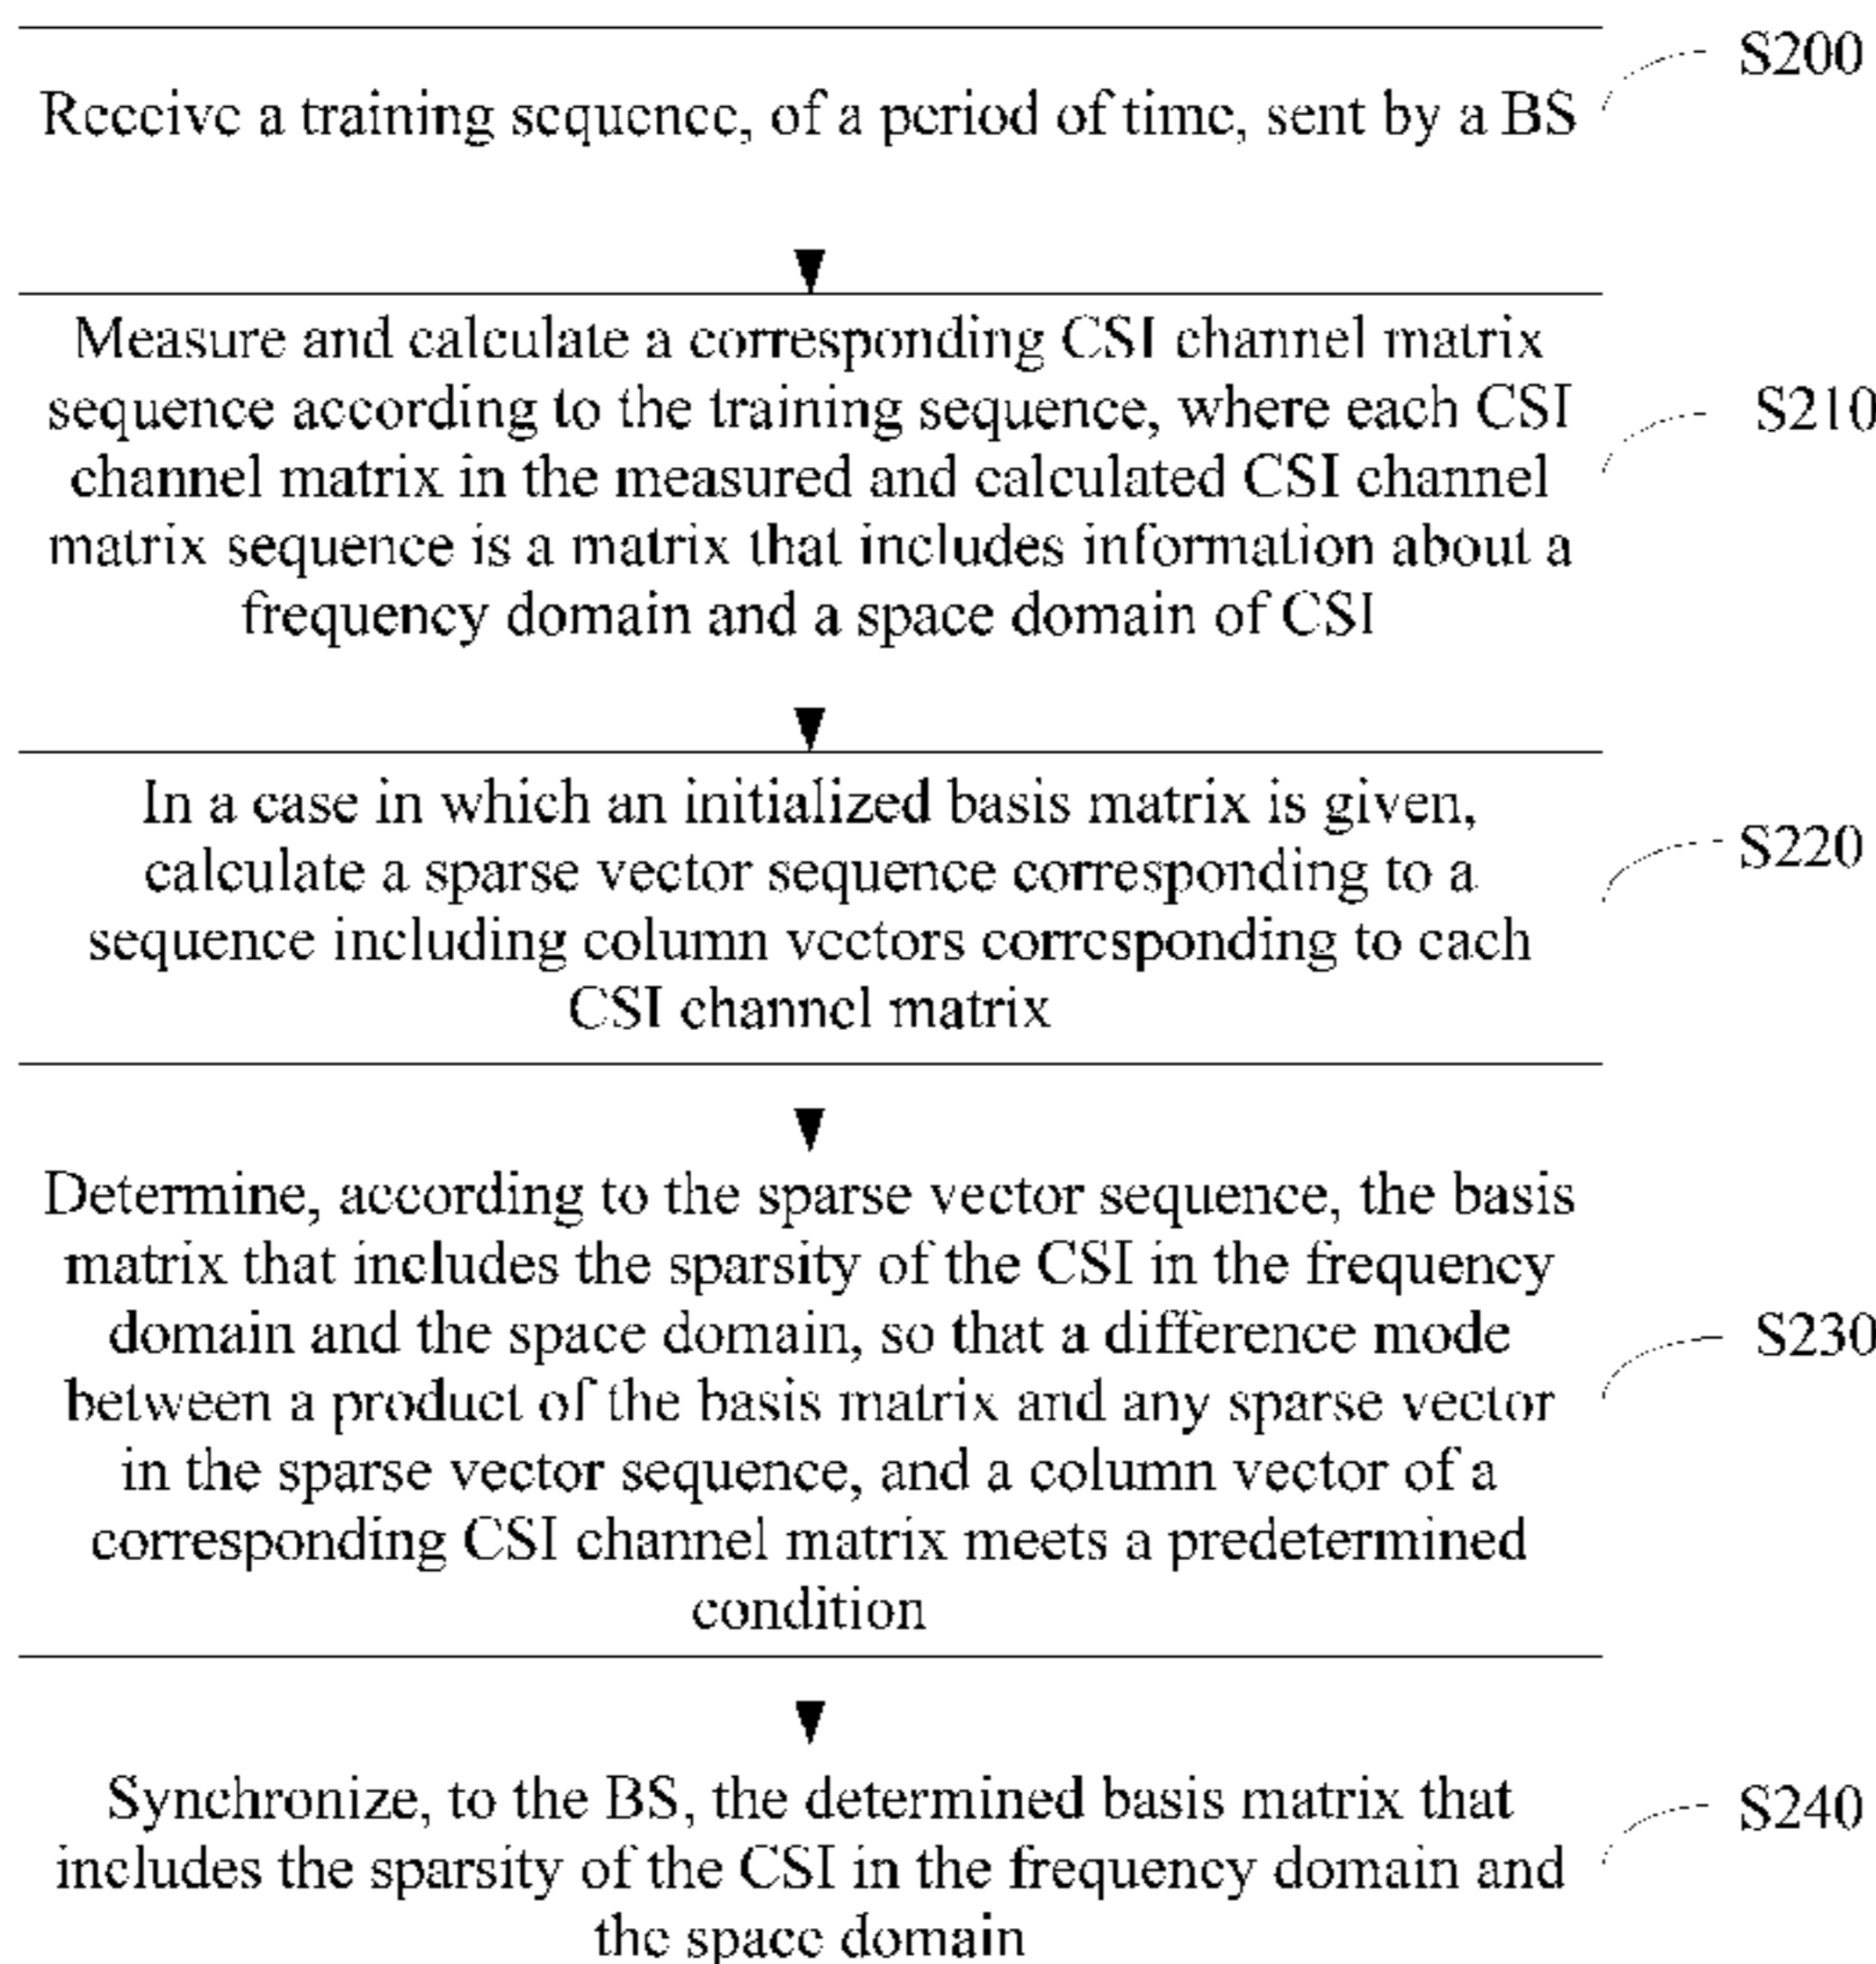 S200
Receive a training sequence, of a period of time, sent by a BS
Measure and calculate a corresponding CSI channel matrix
sequence according to the training sequence, where each CSI
S210
channel matrix in the measured and calculated CSI channel
matrix sequence is a matrix that includes information about a
frequency domain and a space domain of CSI
In a case in which an initialized basis matrix is given,
S220
calculate a sparse vector sequence corresponding to a
sequence including column vectors corresponding to each
CSI channel matrix
Determine, according to the sparse vector sequence, the basis
matrix that includes the sparsity of the CSI in the frequency
domain and the space domain, so that a difference mode
S230
between a product of the basis matrix and any sparse vector
in the sparse vector sequence, and a column vector of a
corresponding CSI channel matrix meets a predetermined
condition
Synchronize, to the BS, the determined basis matrix that
S240
includes the sparsity of the CSI in the frequency domain and
the space domain